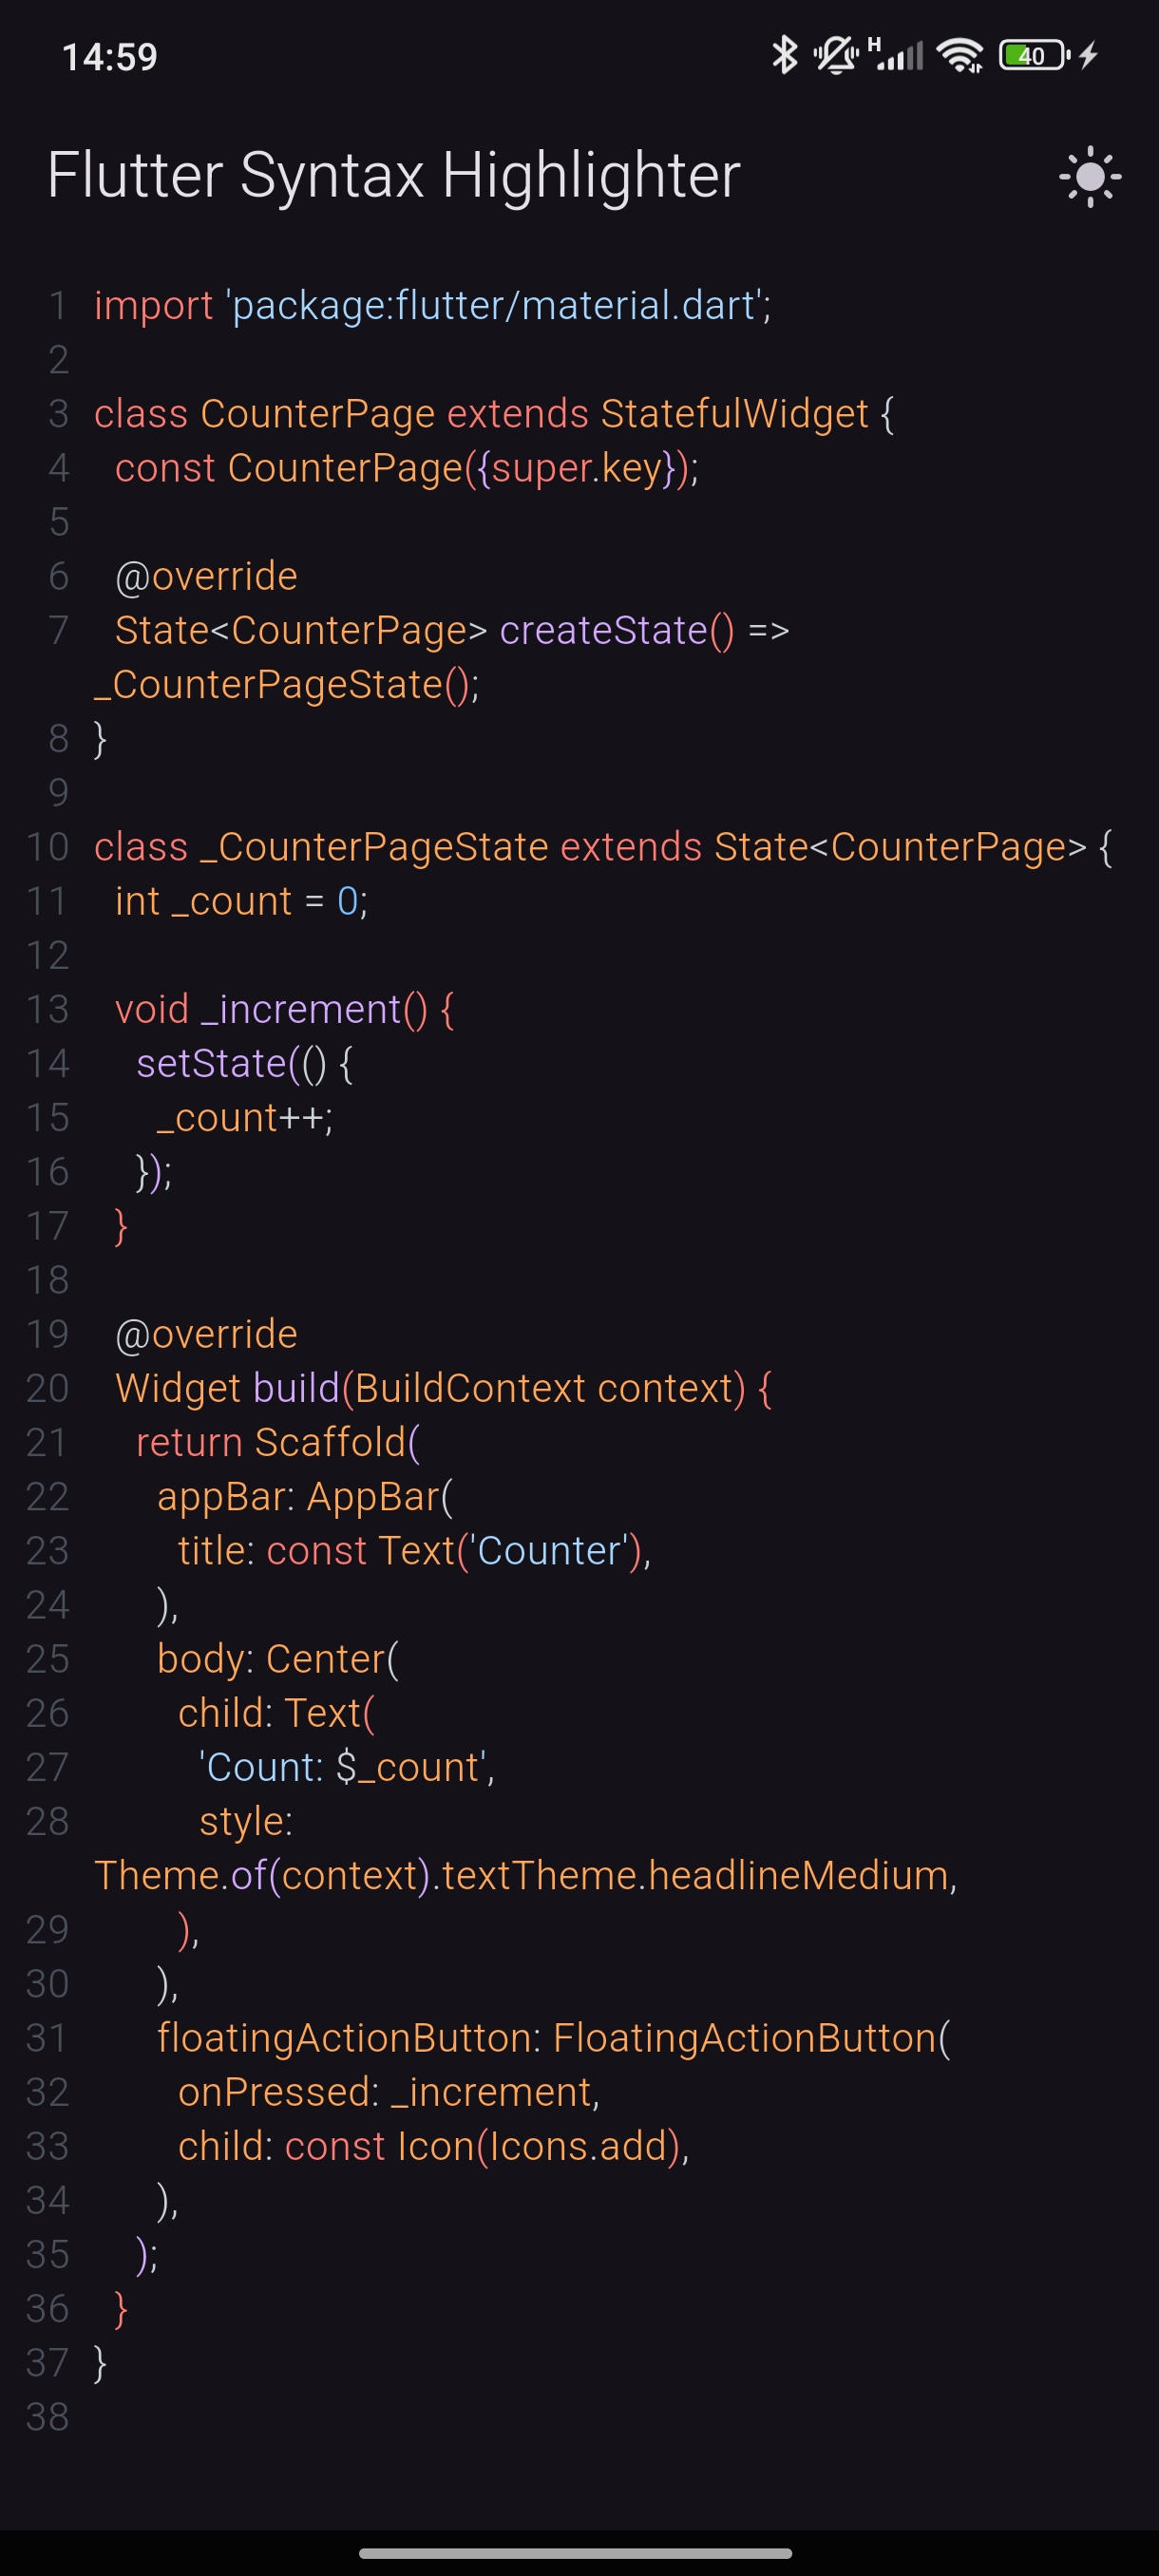 14:59
H
40
Flutter Syntax Highlighter
1 import 'package:flutter/material.dart';
2
3 class CounterPage extends StatefulWidget {
4   const CounterPage({super.key});
5
6   @override
7   State<CounterPage> createState() =>
_CounterPageState();
8 }
9
10 class _CounterPageState extends State<CounterPage> {
11   int _count = 0;
12
13   void _increment() {
14     setState(() {
15       _count++;
16     });
17   }
18
19   @override
20   Widget build(BuildContext context) {
21     return Scaffold(
22       appBar: AppBar(
23         title: const Text('Counter'),
24       ),
25       body: Center(
26         child: Text(
27           'Count: $_count',
28           style:
Theme.of(context).textTheme.headlineMedium,
29         ),
30       ),
31       floatingActionButton: FloatingActionButton(
32         onPressed: _increment,
33         child: const Icon(Icons.add),
34       ),
35     );
36   }
37 }
38